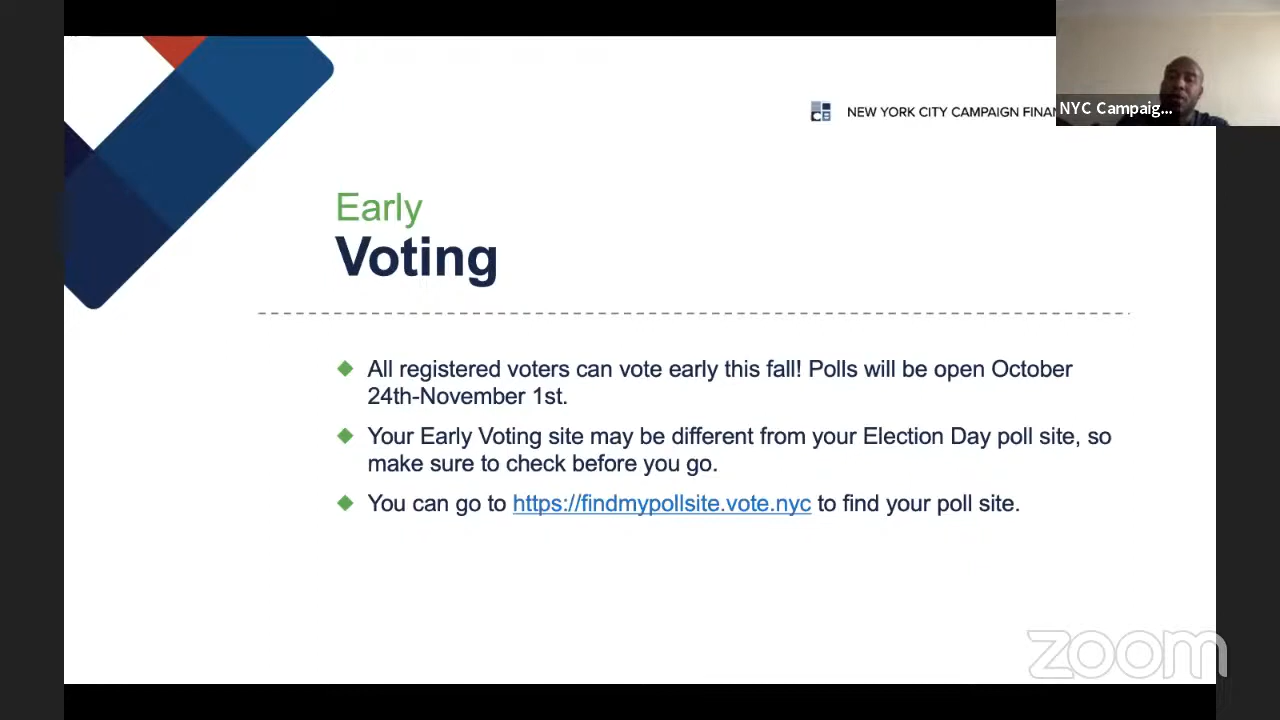 NYC Campaig...
NEW YORK CITY CAMPAIGN FINAN
Early
Voting
All registered voters can vote early this fall! Polls will be open October
24th-November 1st.
Your Early Voting site may be different from your Election Day poll site, so
make sure to check before you go.
You can go to https://findmypollsite.vote.nyc to find your poll site.
zoom